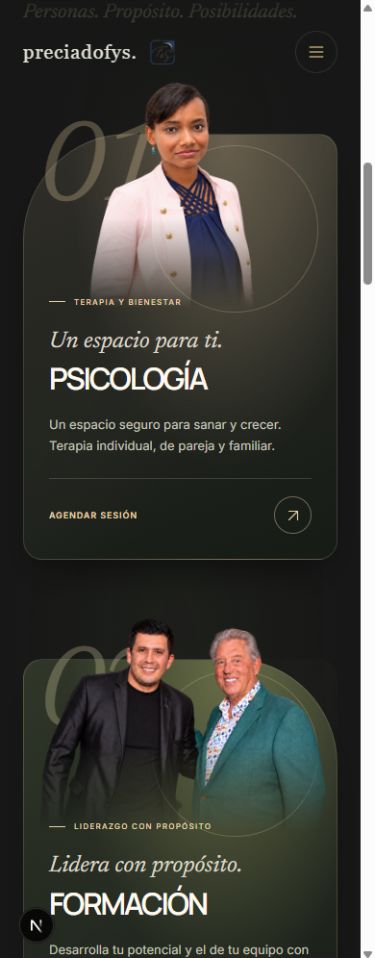 Personas. Propósito. Posibilidades.
preciadofys.
01
TERAPIA Y BIENESTAR
Un espacio para ti.
PSICOLOGÍA
Un espacio seguro para sanar y crecer.
Terapia individual, de pareja y familiar.
AGENDAR SESIÓN
LIDERAZGO CON PROPÓSITO
Lidera con propósito.
FORMACIÓN
N
Desarrolla tu potencial y el de tu equipo con